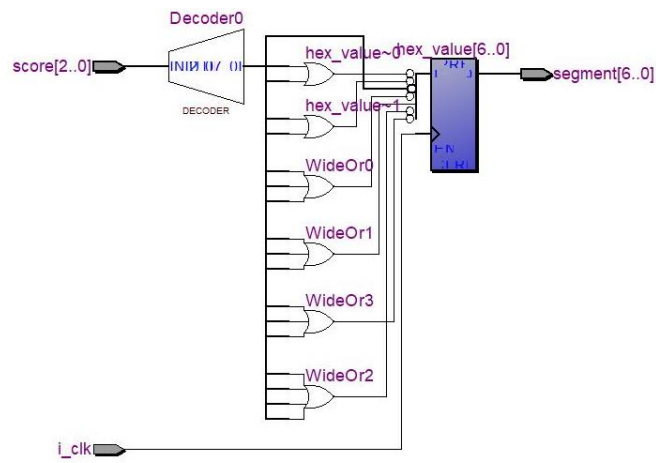 Decoder0
score[2..0]
DECODER
hex_value~0
hex_value[6..0]
segment[6..0]
hex_value~1
WideOr0
WideOr1
WideOr3
WideOr2
i_clk